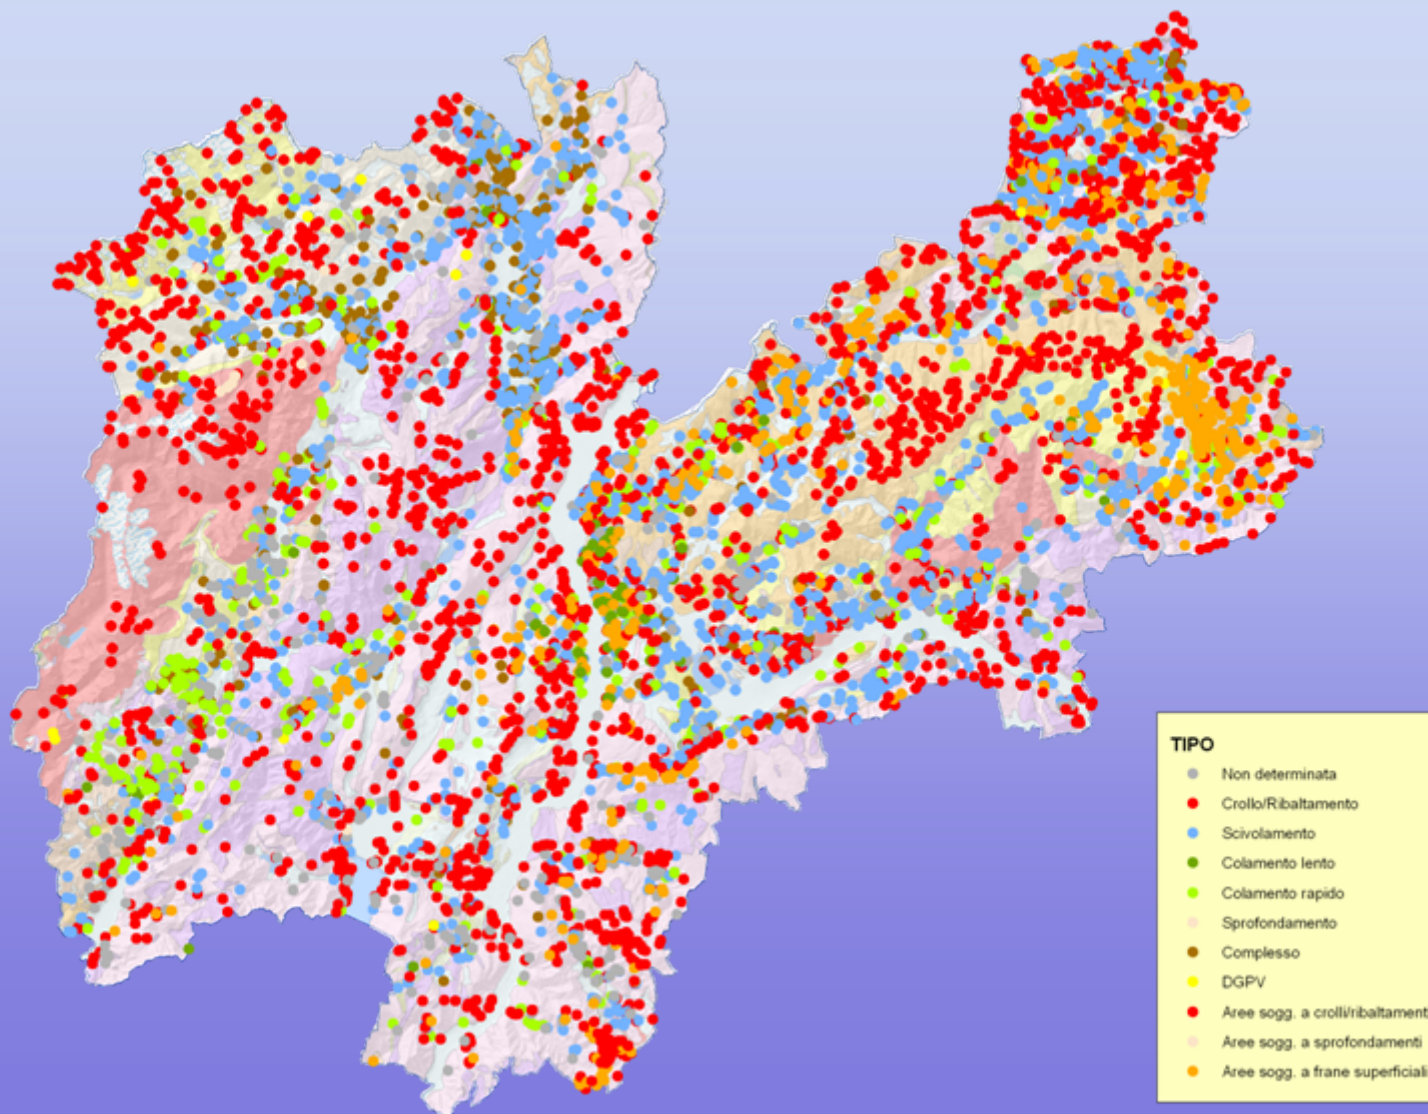 TIPO
Non determinata
Crollo/Ribaltamento
Scivolamento
Colamento lento
Colamento rapido
Sprofondamento
Complesso
DGPV
Aree sogg. a crolli/ribaltament
Aree sogg. a sprofondamenti
Aree sogg. a frane superficiali